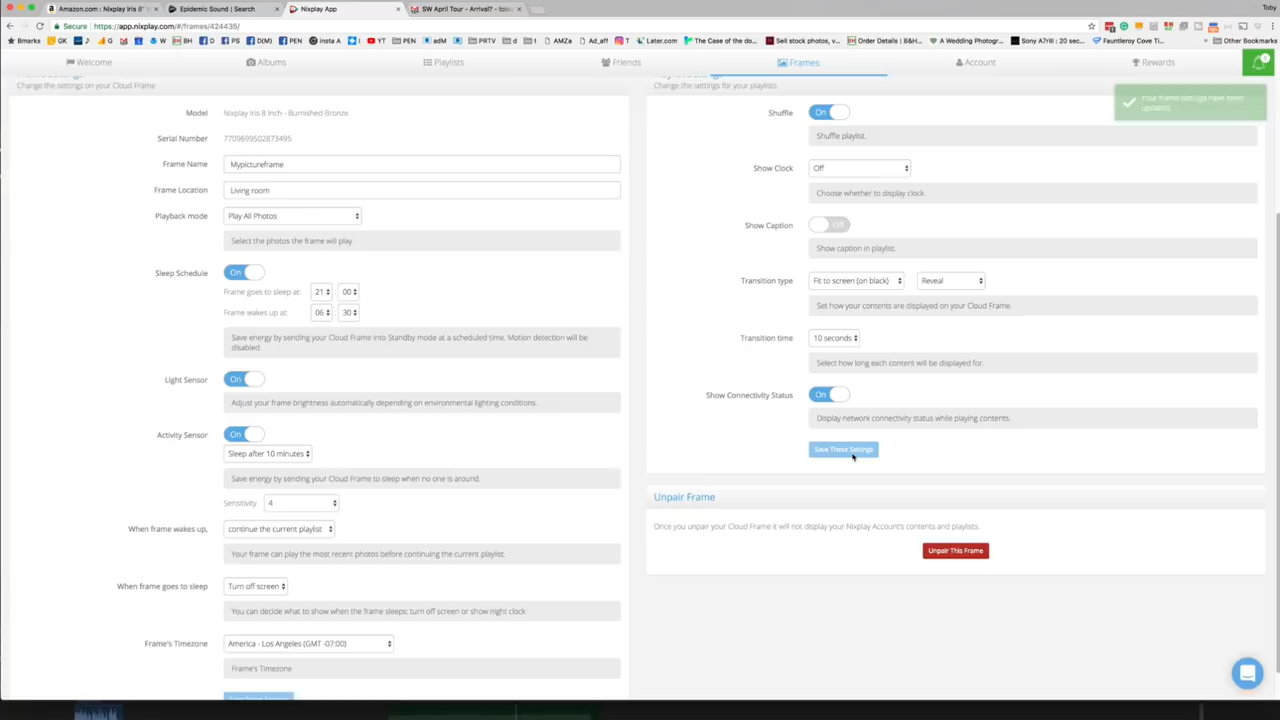 Amazon.com : Nixplay Iris 8"
Epidemic Sound | Search
Nixplay App
SW April Tour - Arrival? - tobi
Toby
Secure https://app.nixplay.com/#/frames/424435/
Bmarks GK G W BH D PS D(M) PEN insta A YT PEN adM PRTV d t AMZa Ad_aff T Later.com The Case of the do... Sell stock photos, v... Order Details | B&H... A Wedding Photogr... Sony A7rIII : 20 sec... Fauntleroy Cove Ti... Other Bookmarks
Welcome Albums Playlists Friends Frames Account Rewards
Change the settings on your Cloud Frame
Model Nixplay Iris 8 Inch - Burnished Bronze
Serial Number 7709699502873495
Frame Name Mypictureframe
Frame Location Living room
Playback mode Play All Photos
Select the photos the frame will play
Sleep Schedule On
Frame goes to sleep at: 21 00
Frame wakes up at: 06 30
Save energy by sending your Cloud Frame into Standby mode at a scheduled time. Motion detection will be
disabled.
Light Sensor On
Adjust your frame brightness automatically depending on environmental lighting conditions.
Activity Sensor On
Sleep after 10 minutes
Save energy by sending your Cloud Frame to sleep when no one is around.
Sensitivity 4
When frame wakes up, continue the current playlist
Your frame can play the most recent photos before continuing the current playlist.
When frame goes to sleep Turn off screen
You can decide what to show when the frame sleeps: turn off screen or show night clock
Frame's Timezone America - Los Angeles (GMT -07:00)
Frame's Timezone
Change the settings for your playlists
Your frame settings have been
updated.
Shuffle On
Shuffle playlist.
Show Clock Off
Choose whether to display clock.
Show Caption Off
Show caption in playlist.
Transition type Fit to screen (on black) Reveal
Set how your contents are displayed on your Cloud Frame.
Transition time 10 seconds
Select how long each content will be displayed for.
Show Connectivity Status On
Display network connectivity status while playing contents.
Save These Settings
Unpair Frame
Once you unpair your Cloud Frame it will not display your Nixplay Account's contents and playlists.
Unpair This Frame